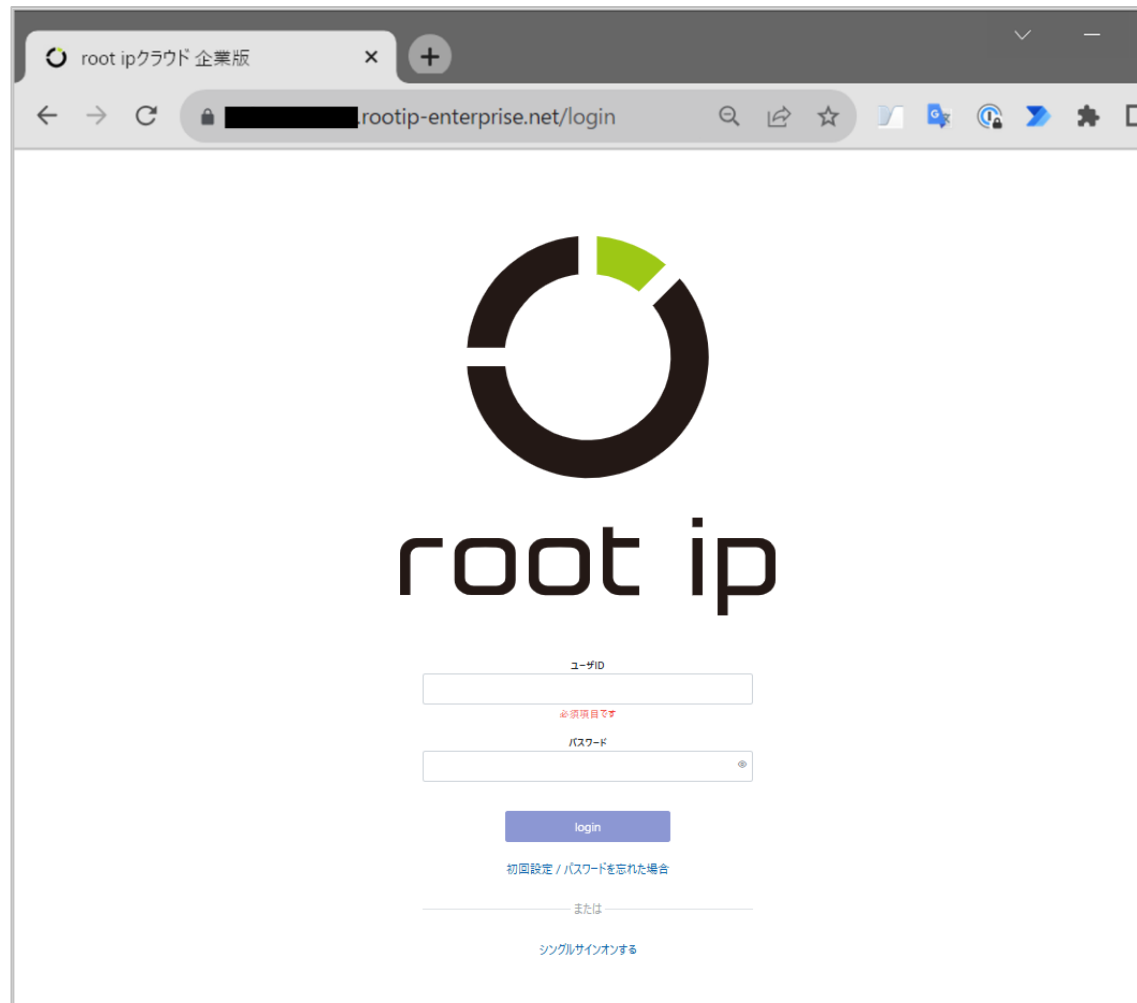 root ipクラウド 企業版
.rootip-enterprise.net/login
root ip
ユーザID
必須項目です
パスワード
login
初回設定 / パスワードを忘れた場合
または
シングルサインオンする